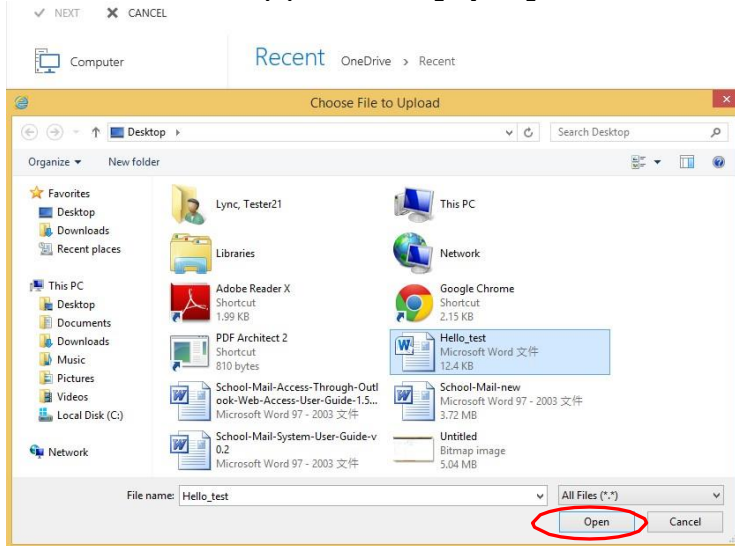 NEXT CANCEL
Computer
Recent OneDrive > Recent
Choose File to Upload
Desktop
Search Desktop
Organize New folder
Favorites
Desktop
Downloads
Recent places
This PC
Desktop
Documents
Downloads
Music
Pictures
Videos
Local Disk (C:)
Network
Lync, Tester21
This PC
Libraries
Network
Adobe Reader X
Shortcut
1.99 KB
Google Chrome
Shortcut
2.15 KB
PDF Architect 2
Shortcut
810 bytes
Hello_test
Microsoft Word 文件
12.4 KB
School-Mail-Access-Through-Outl
ook-Web-Access-User-Guide-1.5...
Microsoft Word 97 - 2003 文件
School-Mail-new
Microsoft Word 97 - 2003 文件
3.72 MB
School-Mail-System-User-Guide-v
0.2
Microsoft Word 97 - 2003 文件
Untitled
Bitmap image
5.04 MB
File name: Hello_test
All Files (*.*)
Open Cancel